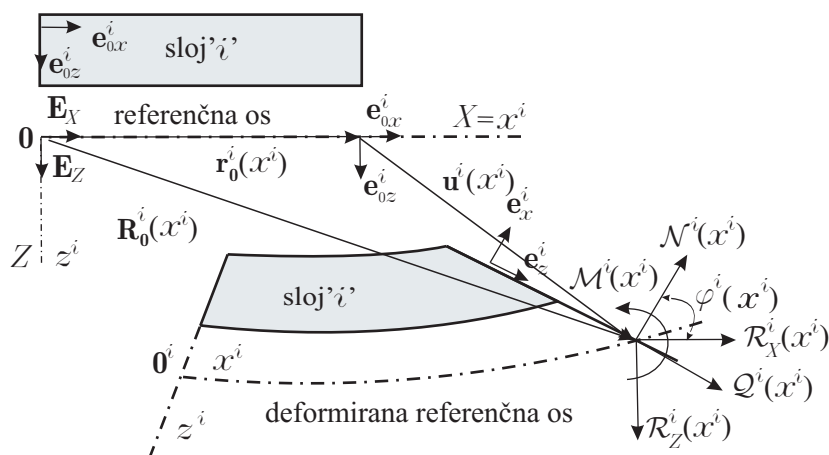 e^i_{0x}
sloj'i'
e^i_{0z}
E_X
referenčna os
e^i_{0x}
X=x^i
0
r^i_0(x^i)
E_Z
e^i_{0z}
u^i(x^i)
R^i_0(x^i)
e^i_x
Z
z^i
e^i_z
𝒩^i(x^i)
ℳ^i(x^i)
φ^i(x^i)
sloj'i'
ℛ^i_X(x^i)
0^i
x^i
𝒬^i(x^i)
deformirana referenčna os
z^i
ℛ^i_Z(x^i)